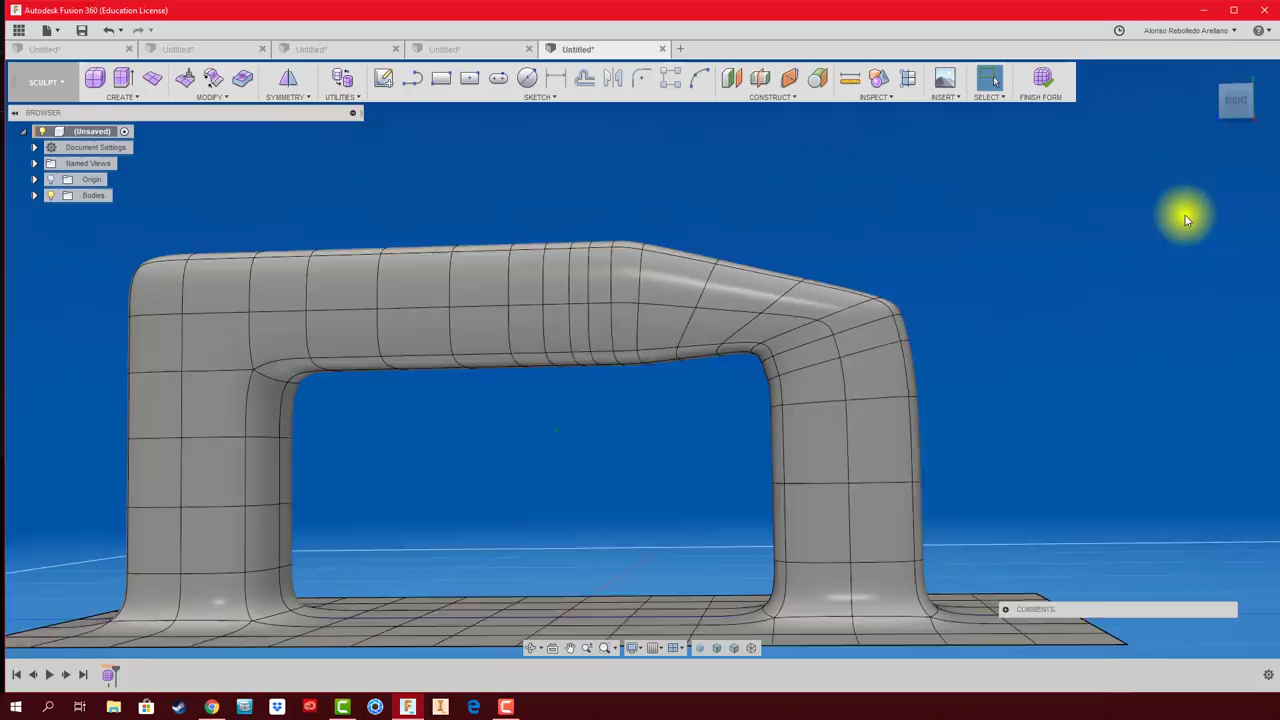 Autodesk Fusion 360 (Education License)
Alonso Rebolledo Arellano
Untitled* Untitled* Untitled* Untitled* Untitled*
SCULPT
CREATE MODIFY SYMMETRY UTILITIES SKETCH CONSTRUCT INSPECT INSERT SELECT FINISH FORM
RIGHT
BROWSER
(Unsaved)
Document Settings
Named Views
Origin
Bodies
COMMENTS